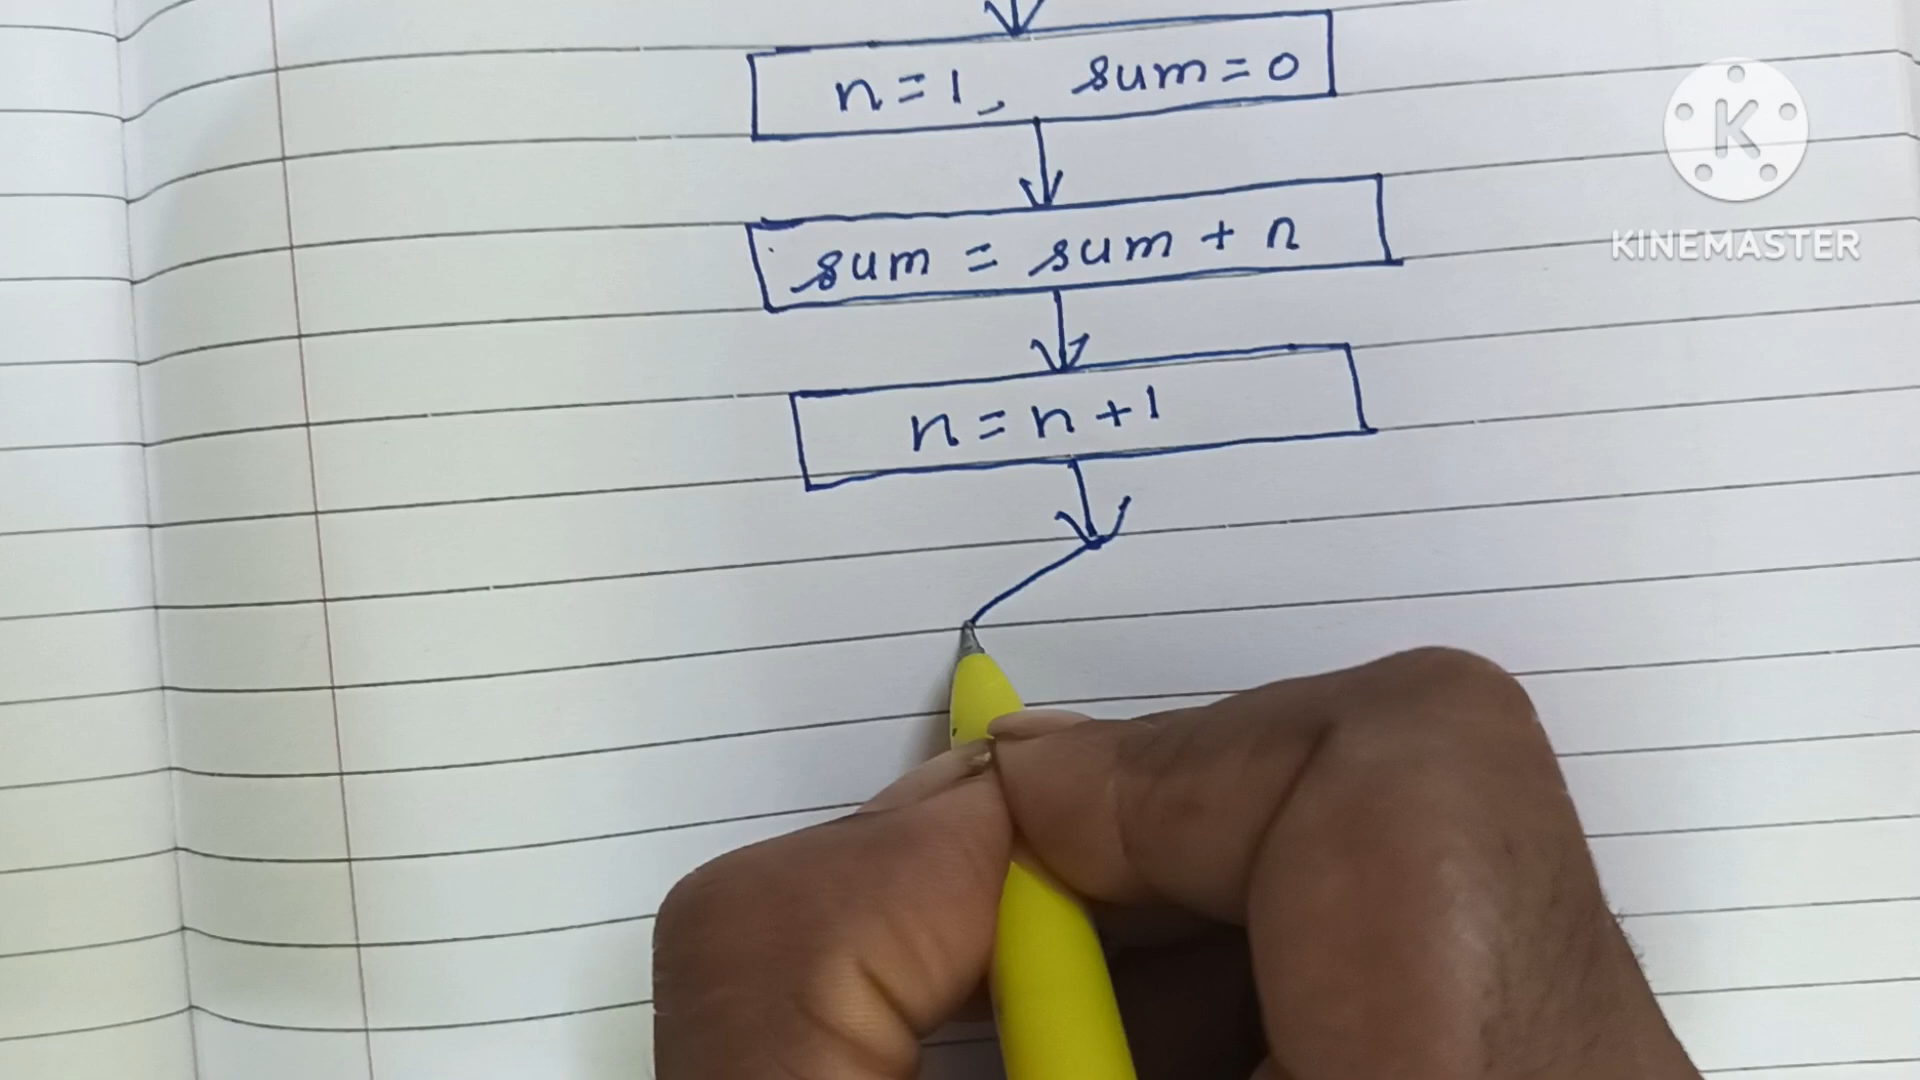 n = 1, sum = 0
sum = sum + n
n = n + 1
K
KINEMASTER